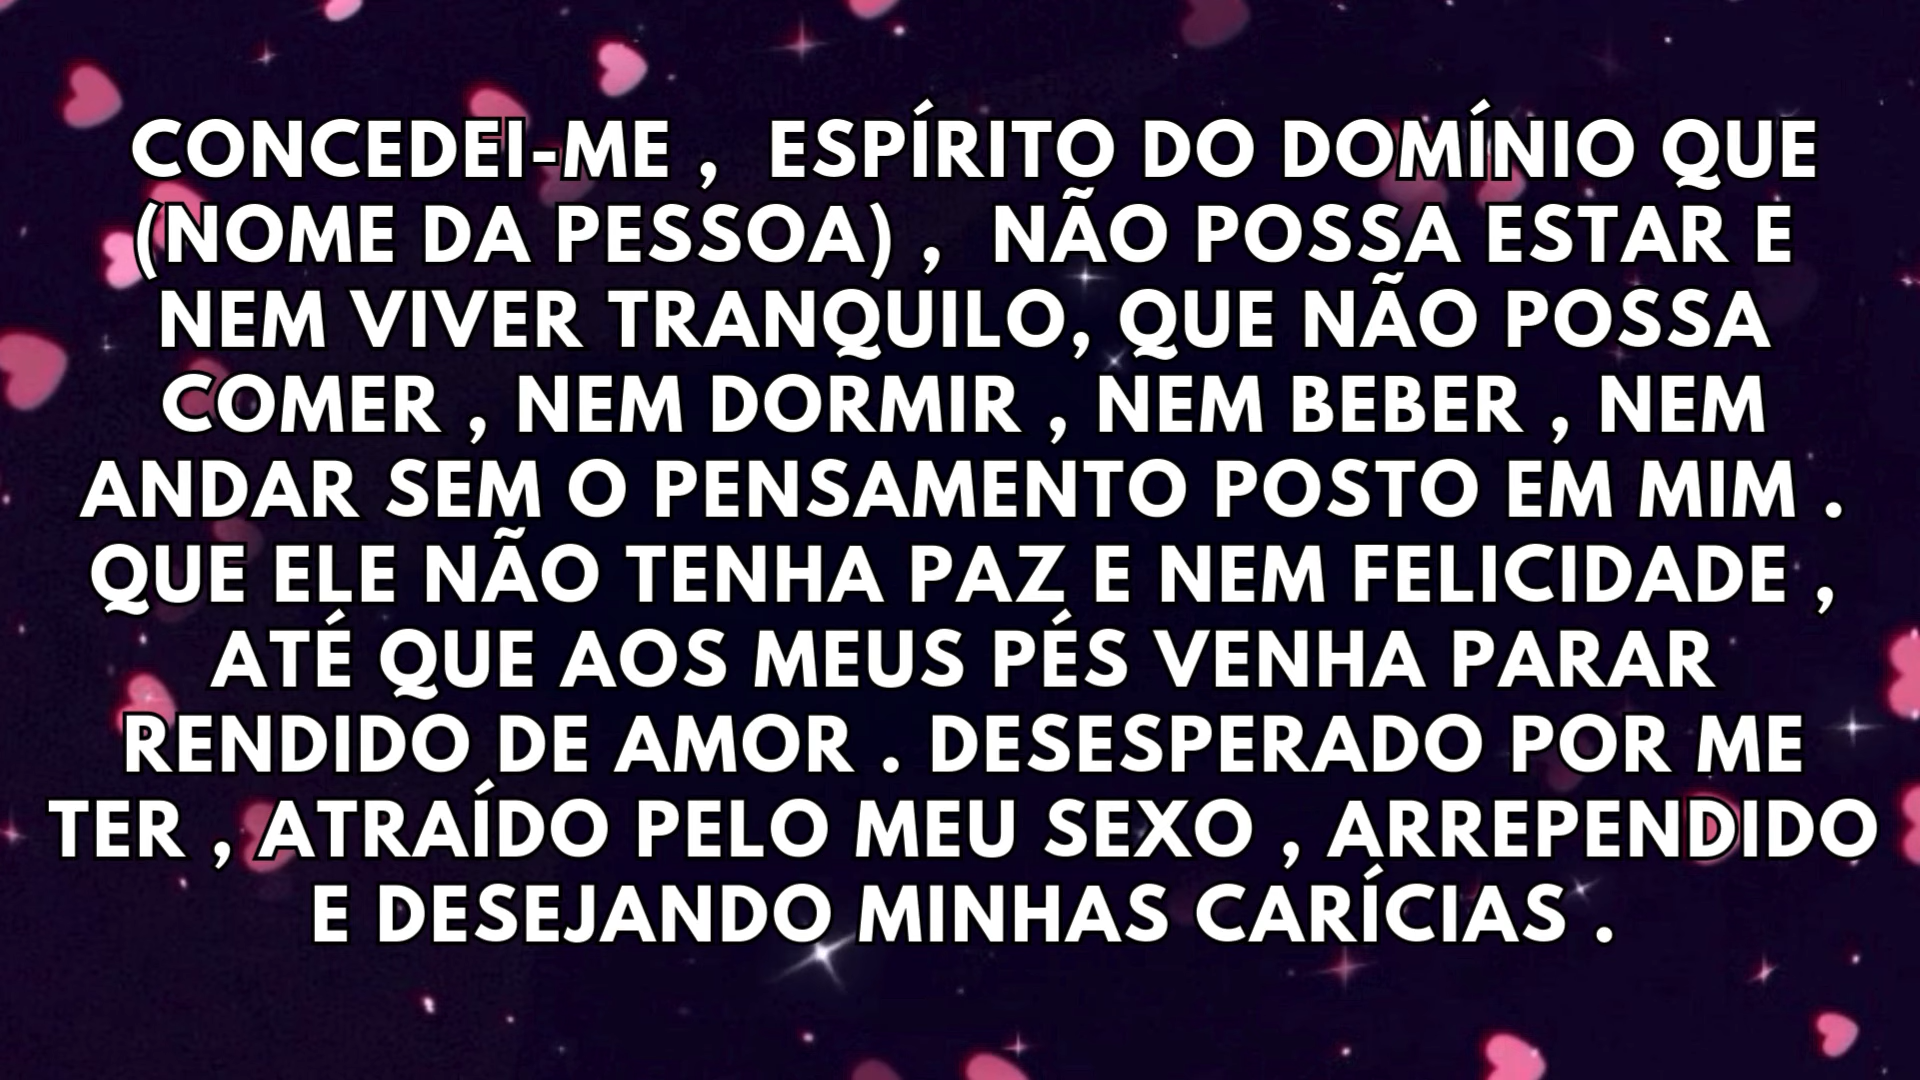 CONCEDEI-ME , ESPÍRITO DO DOMÍNIO QUE
(NOME DA PESSOA) , NÃO POSSA ESTAR E
NEM VIVER TRANQUILO, QUE NÃO POSSA
COMER , NEM DORMIR , NEM BEBER , NEM
ANDAR SEM O PENSAMENTO POSTO EM MIM .
QUE ELE NÃO TENHA PAZ E NEM FELICIDADE ,
ATÉ QUE AOS MEUS PÉS VENHA PARAR
RENDIDO DE AMOR . DESESPERADO POR ME
TER , ATRAÍDO PELO MEU SEXO , ARREPENDIDO
E DESEJANDO MINHAS CARÍCIAS .